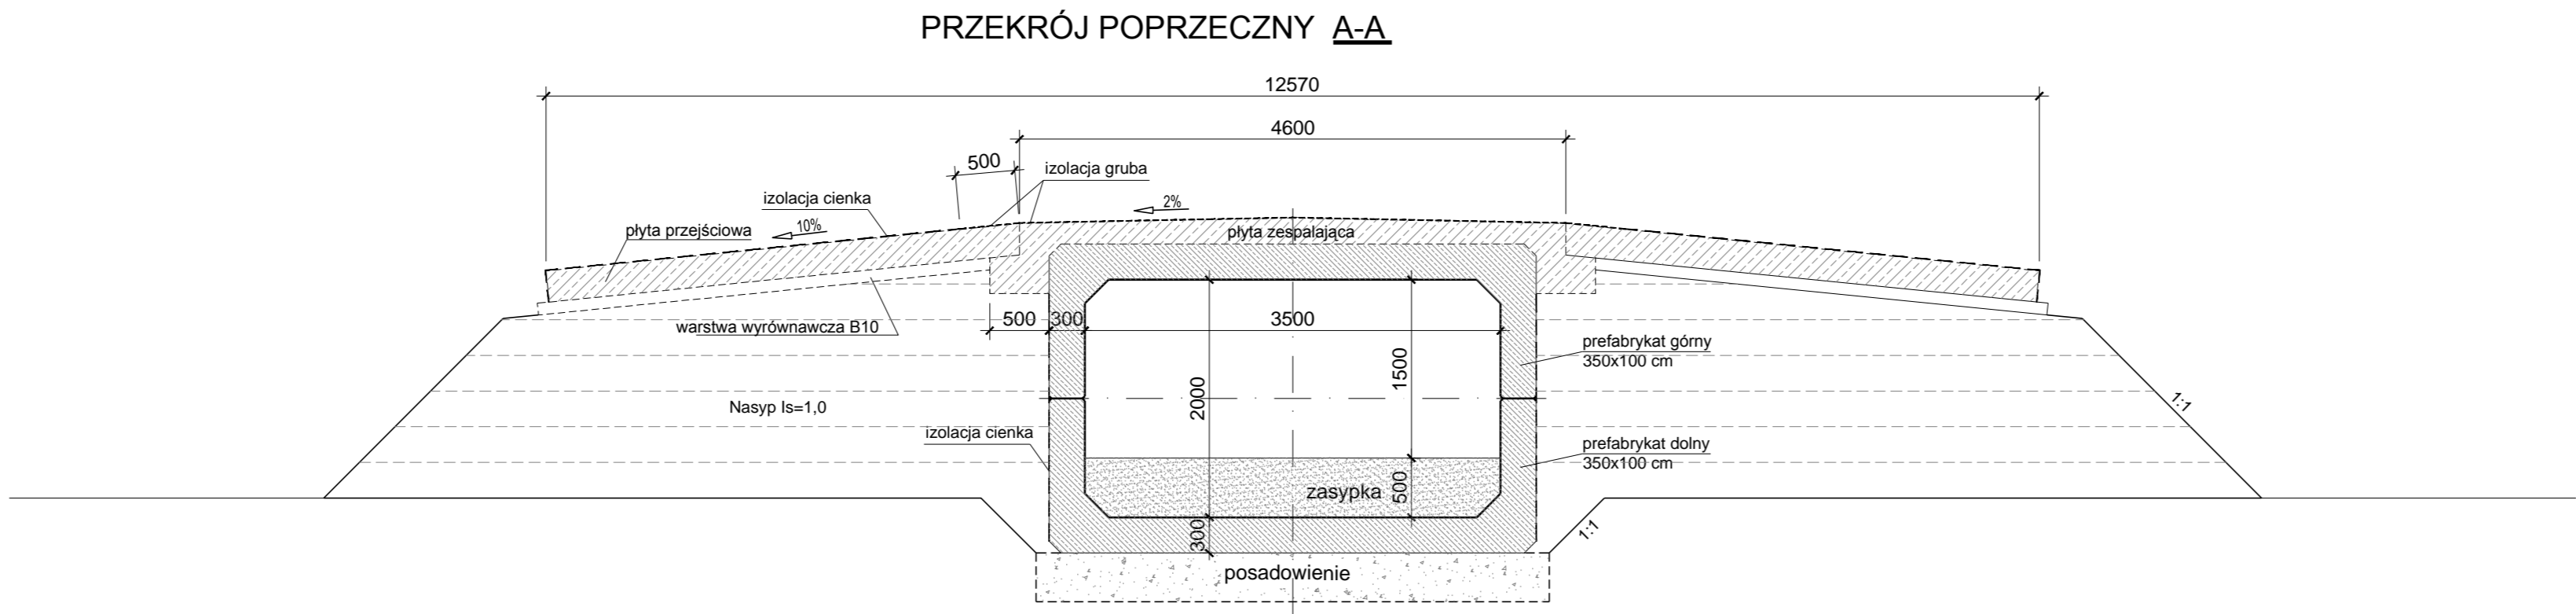 PRZEKRÓJ POPRZECZNY A-A
12570
4600
500
izolacja gruba
izolacja cienka
2%
10%
płyta przejściowa
płyta zespalająca
warstwa wyrównawcza B10
500
300
3500
prefabrykat górny
350x100 cm
1500
2000
1:1
Nasyp Is=1,0
izolacja cienka
prefabrykat dolny
350x100 cm
zasypka
500
300
1:1
posadowienie